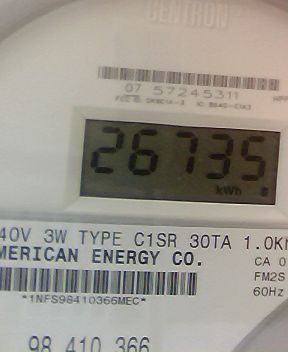 CENTRON
07 57245311
26735
kWh
40V 3W TYPE C1SR 30TA 1.0K
MERICAN ENERGY CO.
CA 0
FM2S
60Hz
*1NFS98410366MEC*
98 410 366